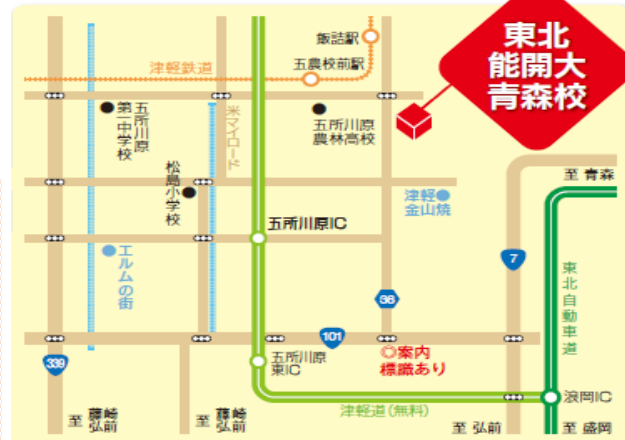 東北
能開大
青森校
飯詰駅
津軽鉄道
五農校前駅
五所川原
第一中学校
米マイロード
五所川原
農林高校
松島小学校
至 青森
津軽
金山焼
五所川原IC
エルムの街
7
東北自動車道
38
101
339
五所川原
東IC
◎案内
標識あり
津軽道(無料)
浪岡IC
至 藤崎
弘前
至 藤崎
弘前
至 弘前
至 盛岡